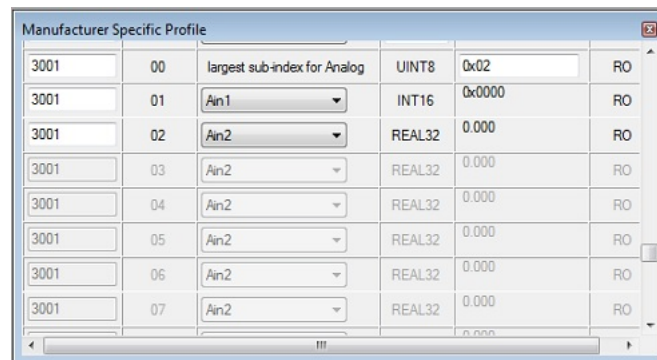 Manufacturer Specific Profile
3001 00 largest sub-index for Analog UINT8 0x02 RO
3001 01 Ain1 INT16 0x0000 RO
3001 02 Ain2 REAL32 0.000 RO
3001 03 Ain2 REAL32 0.000 RO
3001 04 Ain2 REAL32 0.000 RO
3001 05 Ain2 REAL32 0.000 RO
3001 06 Ain2 REAL32 0.000 RO
3001 07 Ain2 REAL32 0.000 RO
0.000